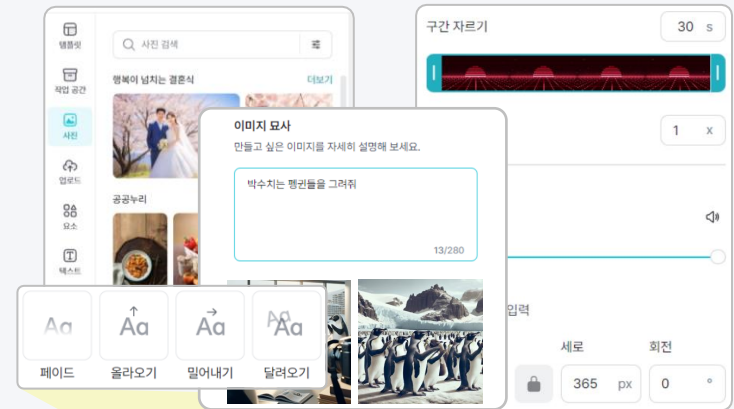 템플릿
작업 공간
사진
업로드
요소
텍스트
사진 검색
행복이 넘치는 결혼식
더보기
공공누리
이미지 묘사
만들고 싶은 이미지를 자세히 설명해 보세요.
박수치는 펭귄들을 그려줘
13/280
Aa
Aa
Aa
AAa
페이드
올라오기
밀어내기
달려오기
구간 자르기
30 s
1 x
입력
세로
회전
365 px
0 °